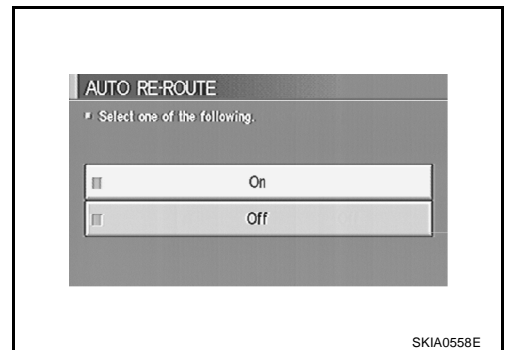 AUTO RE-ROUTE
Select one of the following.
On
Off
SKIA0558E